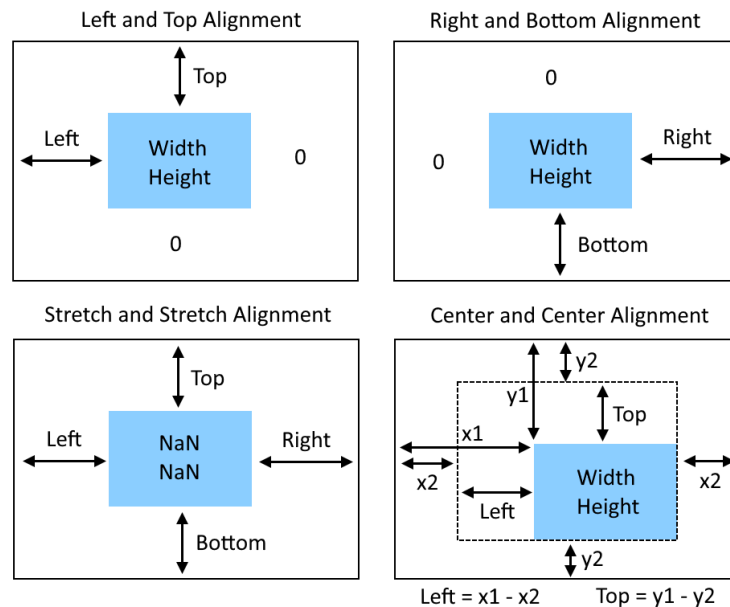 Left and Top Alignment
Top
Left
Width
Height
0
0
Right and Bottom Alignment
0
0
Width
Height
Right
Bottom
Stretch and Stretch Alignment
Top
Left
NaN
NaN
Right
Bottom
Center and Center Alignment
y2
y1
Top
x1
x2
Left
Width
Height
x2
y2
Left = x1 - x2
Top = y1 - y2